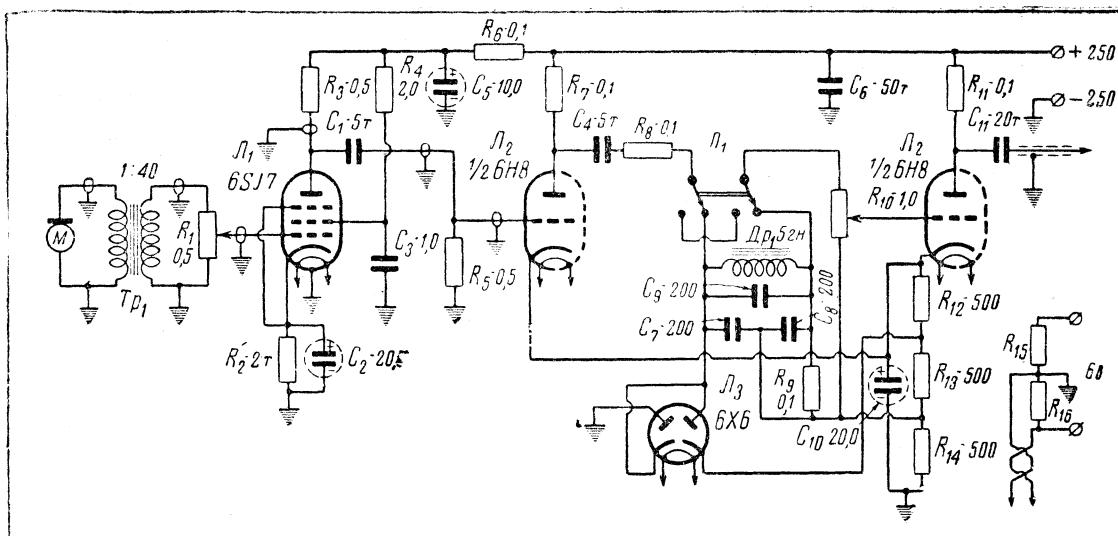 R₆-0,1
+ 250
R₃-0,5
R₄
2,0
C₅-10,0
R₇-0,1
C₆-50т
R₁₁-0,1
- 250
C₁-5т
C₄-5т
R₈-0,1
П₁
C₁₁-20т
Л₁
6SJ7
Л₂
½ 6Н8
Л₂
½ 6Н8
1:40
R₁₀-1,0
М
R₁
0,5
Тр₁
C₃-1,0
R₅-0,5
Др₁ 5гн
C₉-200
C₈-200
C₇-200
R₁₂-500
R₂-2т
C₂-20,
R₁₃-500
R₁₅
6в
R₁₆
Л₃
6Х6
R₉
0,1
C₁₀ 20,0
R₁₄-500